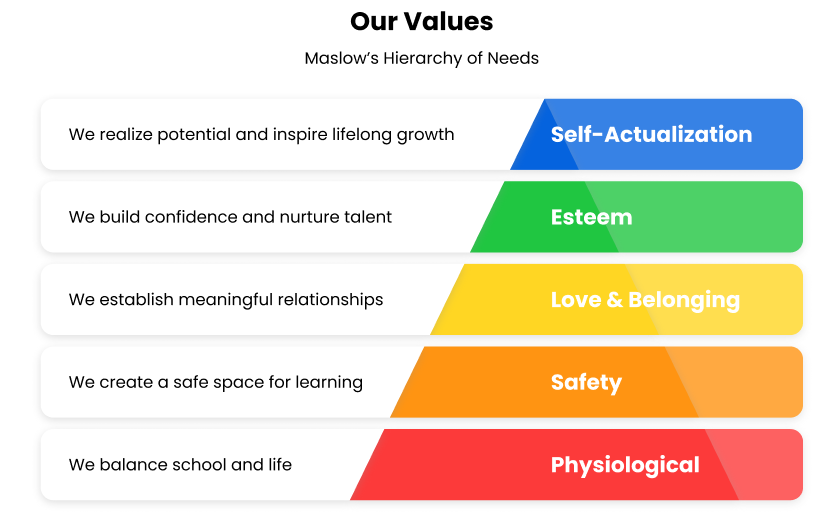 Our Values
Maslow’s Hierarchy of Needs
We realize potential and inspire lifelong growth
Self-Actualization
We build confidence and nurture talent
Esteem
We establish meaningful relationships
Love & Belonging
We create a safe space for learning
Safety
We balance school and life
Physiological